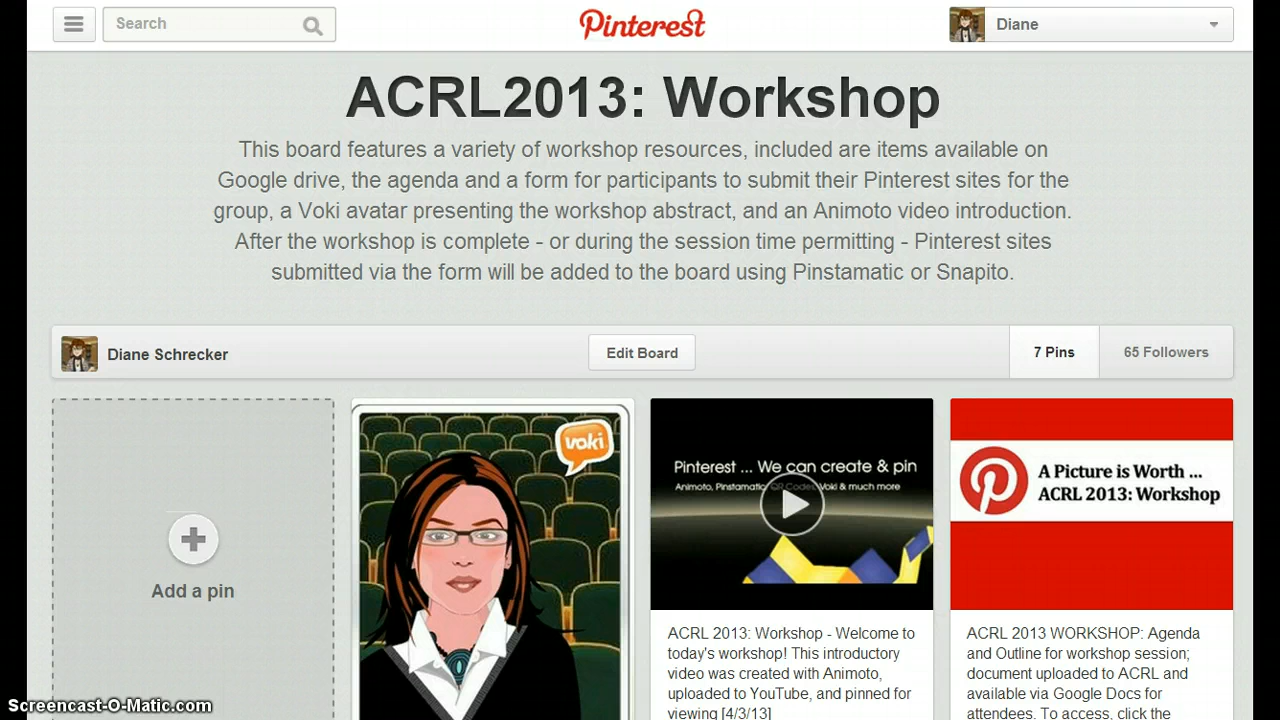 Search
Pinterest
Diane
ACRL2013: Workshop
This board features a variety of workshop resources, included are items available on
Google drive, the agenda and a form for participants to submit their Pinterest sites for the
group, a Voki avatar presenting the workshop abstract, and an Animoto video introduction.
After the workshop is complete - or during the session time permitting - Pinterest sites
submitted via the form will be added to the board using Pinstamatic or Snapito.
Diane Schrecker
Edit Board
7 Pins
65 Followers
Add a pin
voki
Pinterest ... We can create & pin
Animoto, Pinstamatic, QR Codes, Voki & much more
ACRL 2013: Workshop - Welcome to
today's workshop! This introductory
video was created with Animoto,
uploaded to YouTube, and pinned for
viewing [4/3/13]
A Picture is Worth ...
ACRL 2013: Workshop
ACRL 2013 WORKSHOP: Agenda
and Outline for workshop session;
document uploaded to ACRL and
available via Google Docs for
attendees. To access, click the
Screencast-O-Matic.com